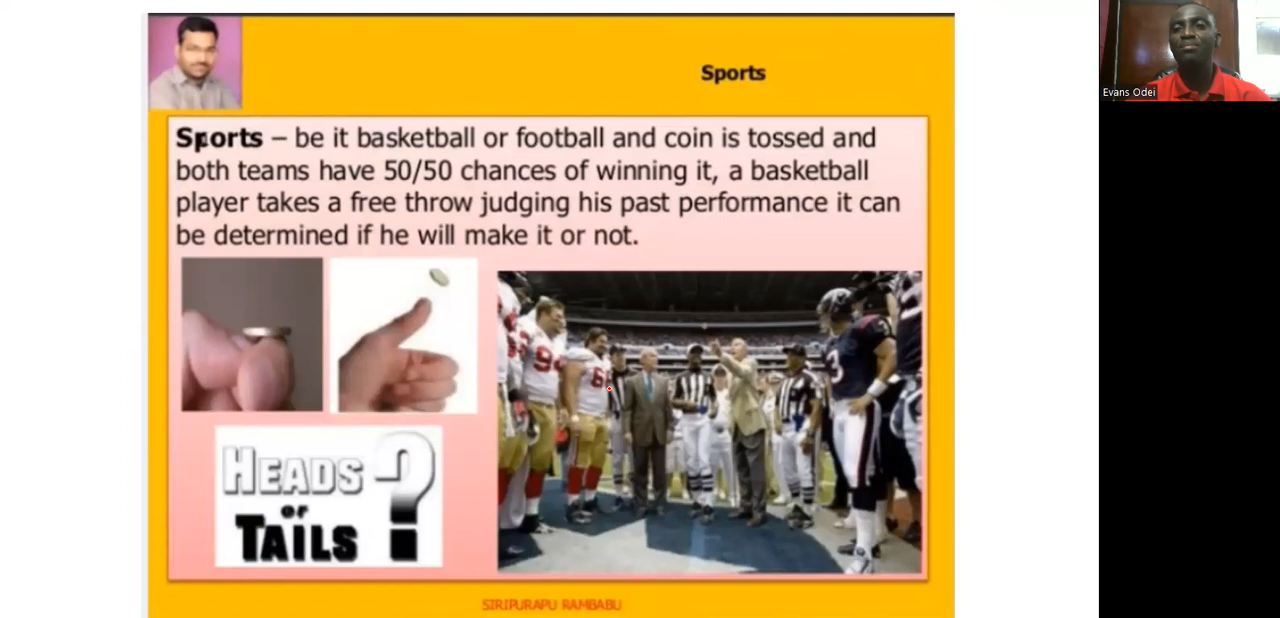 Sports
Evans Odei
Sports – be it basketball or football and coin is tossed and
both teams have 50/50 chances of winning it, a basketball
player takes a free throw judging his past performance it can
be determined if he will make it or not.
94
3
HEADS
or
TAILS ?
SIRIPURAPU RAMBABU